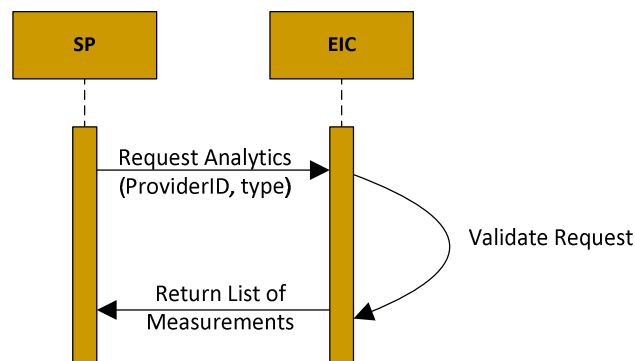 SP
EIC
Request Analytics
(ProviderID, type)
Validate Request
Return List of
Measurements